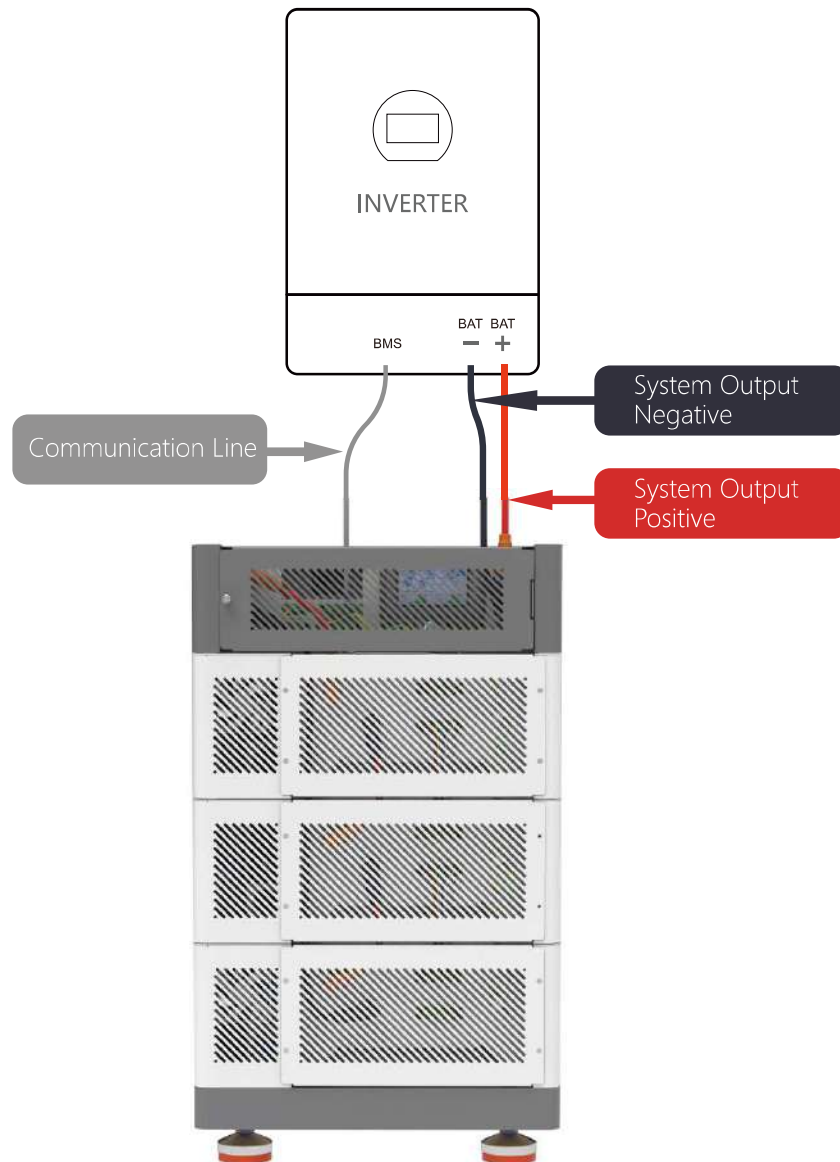 INVERTER
BMS
BAT BAT
− +
System Output
Negative
Communication Line
System Output
Positive